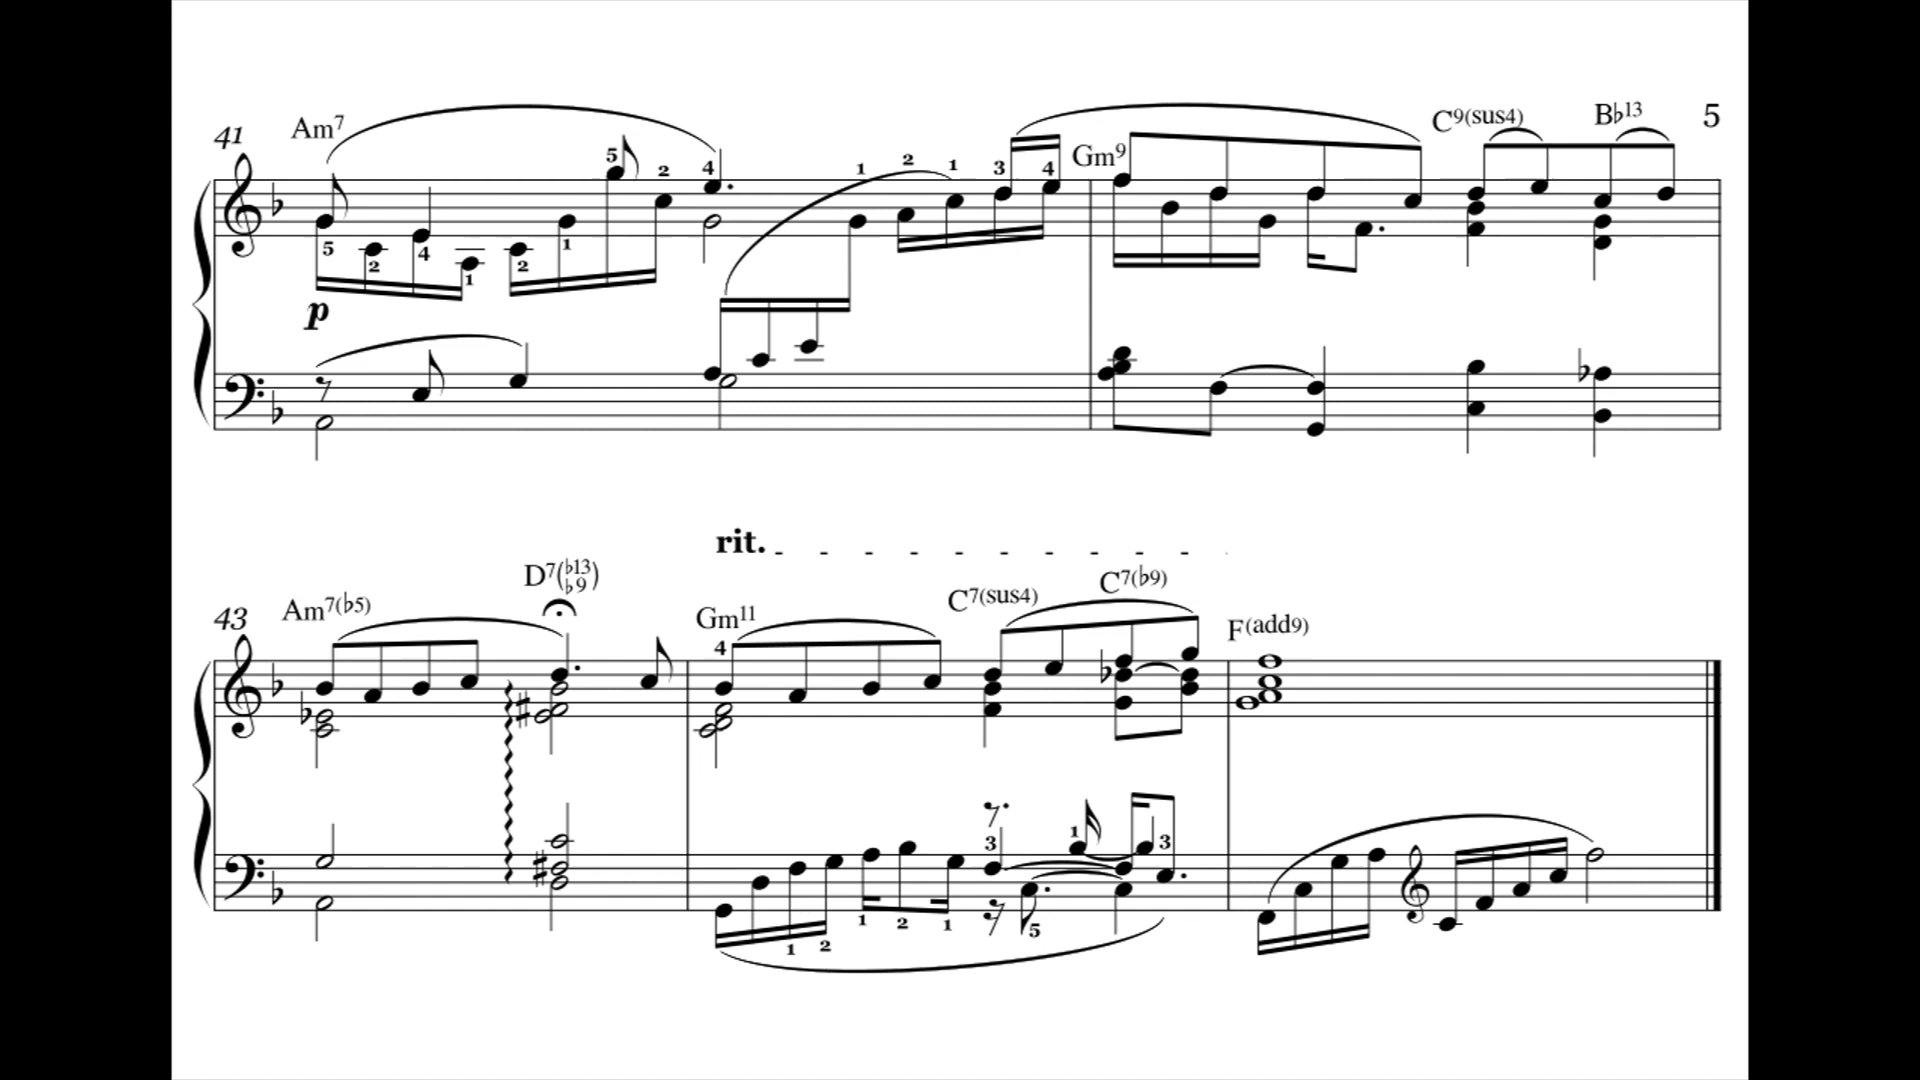 41 Am7 Gm9 C9(sus4) B♭13 5
5 2 4 1 2 1 5 2 4 1 2 1 3 4
p
rit.
43 Am7(♭5) D7(♭13 ♭9) Gm11 C7(sus4) C7(♭9) F(add9)
4
3 1 3
1 2 1 2 1 5